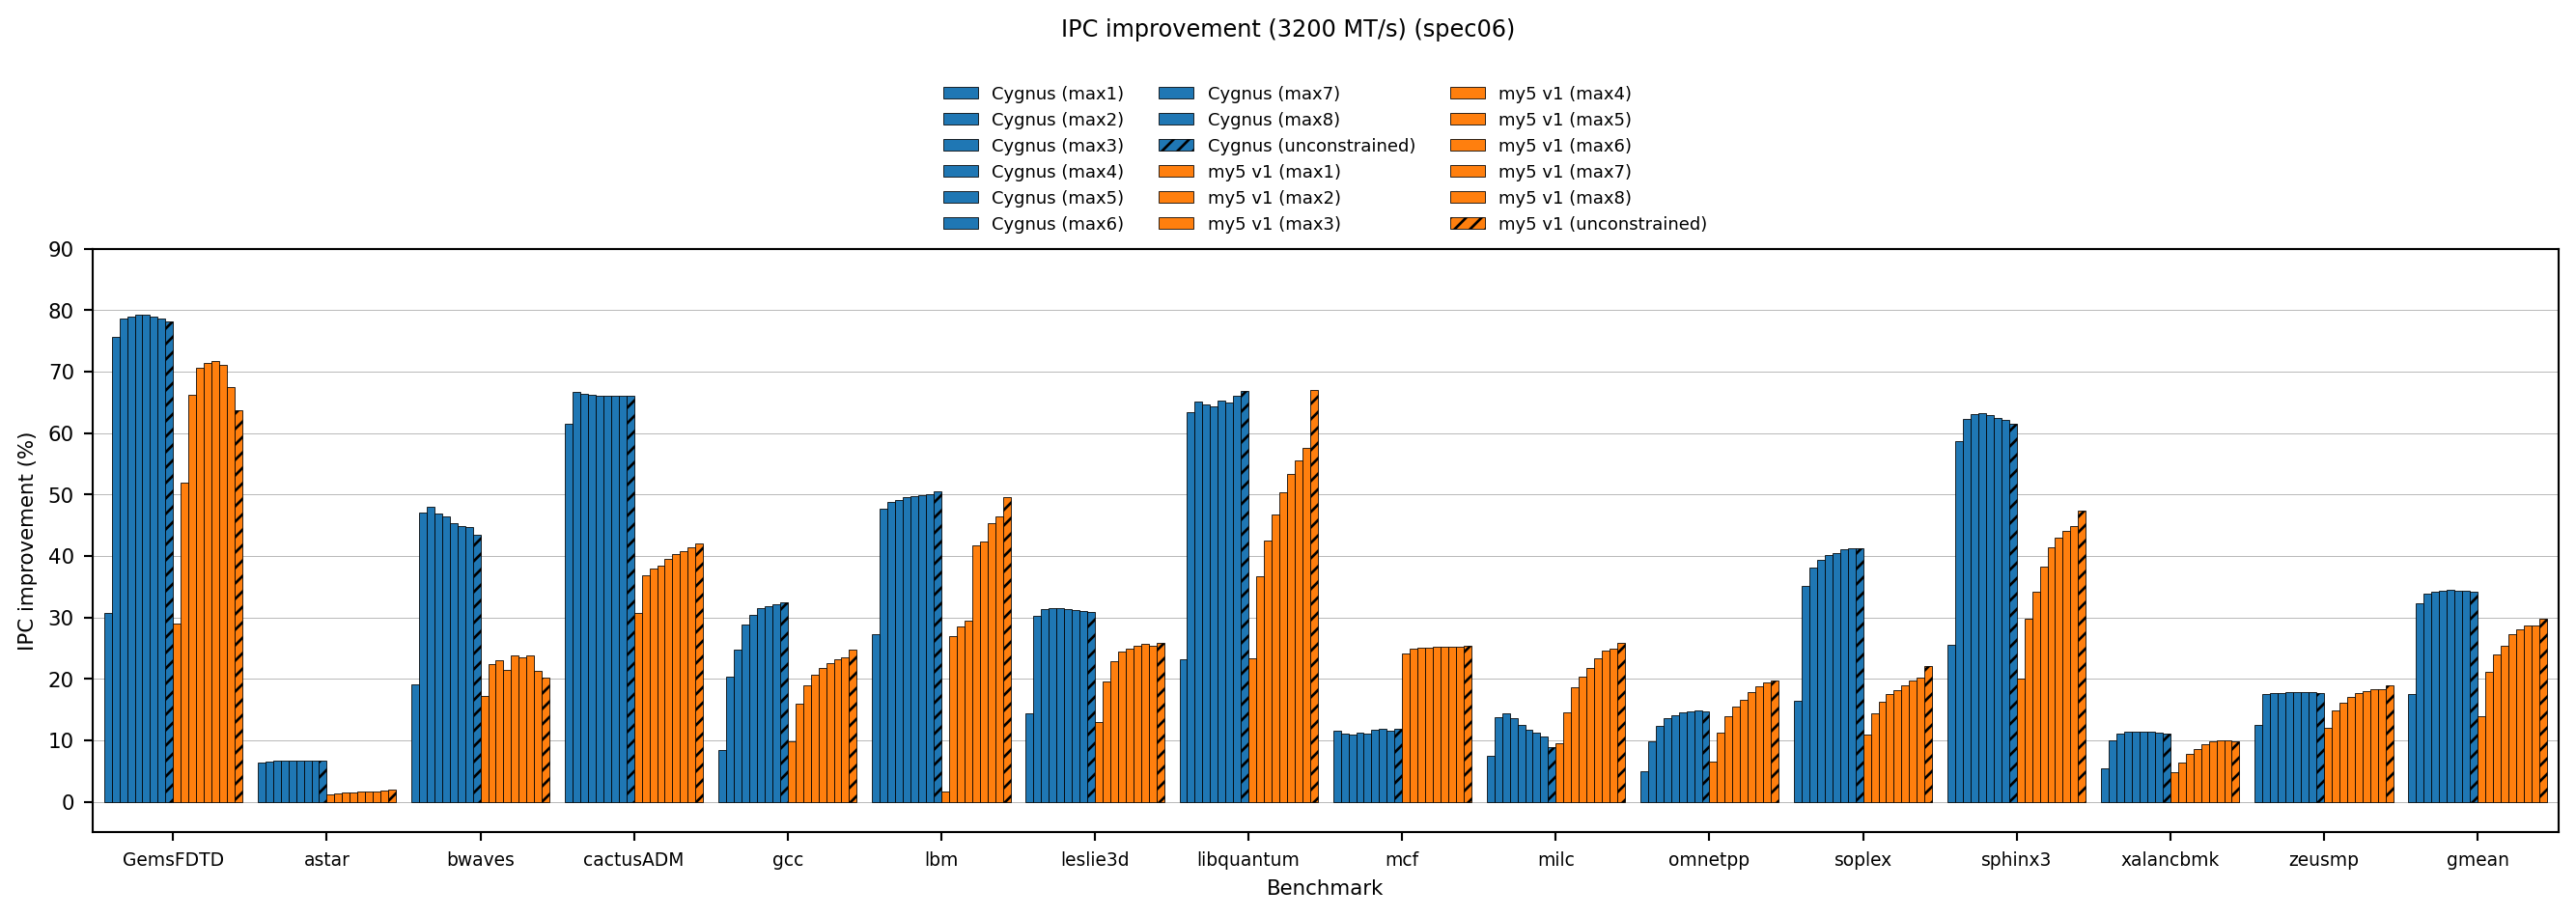 IPC improvement (3200 MT/s) (spec06)
Cygnus (max1)
Cygnus (max2)
Cygnus (max3)
Cygnus (max4)
Cygnus (max5)
Cygnus (max6)
Cygnus (max7)
Cygnus (max8)
Cygnus (unconstrained)
my5 v1 (max1)
my5 v1 (max2)
my5 v1 (max3)
my5 v1 (max4)
my5 v1 (max5)
my5 v1 (max6)
my5 v1 (max7)
my5 v1 (max8)
my5 v1 (unconstrained)
IPC improvement (%)
90
80
70
60
50
40
30
20
10
0
GemsFDTD astar bwaves cactusADM gcc lbm leslie3d libquantum mcf milc omnetpp soplex sphinx3 xalancbmk zeusmp gmean
Benchmark